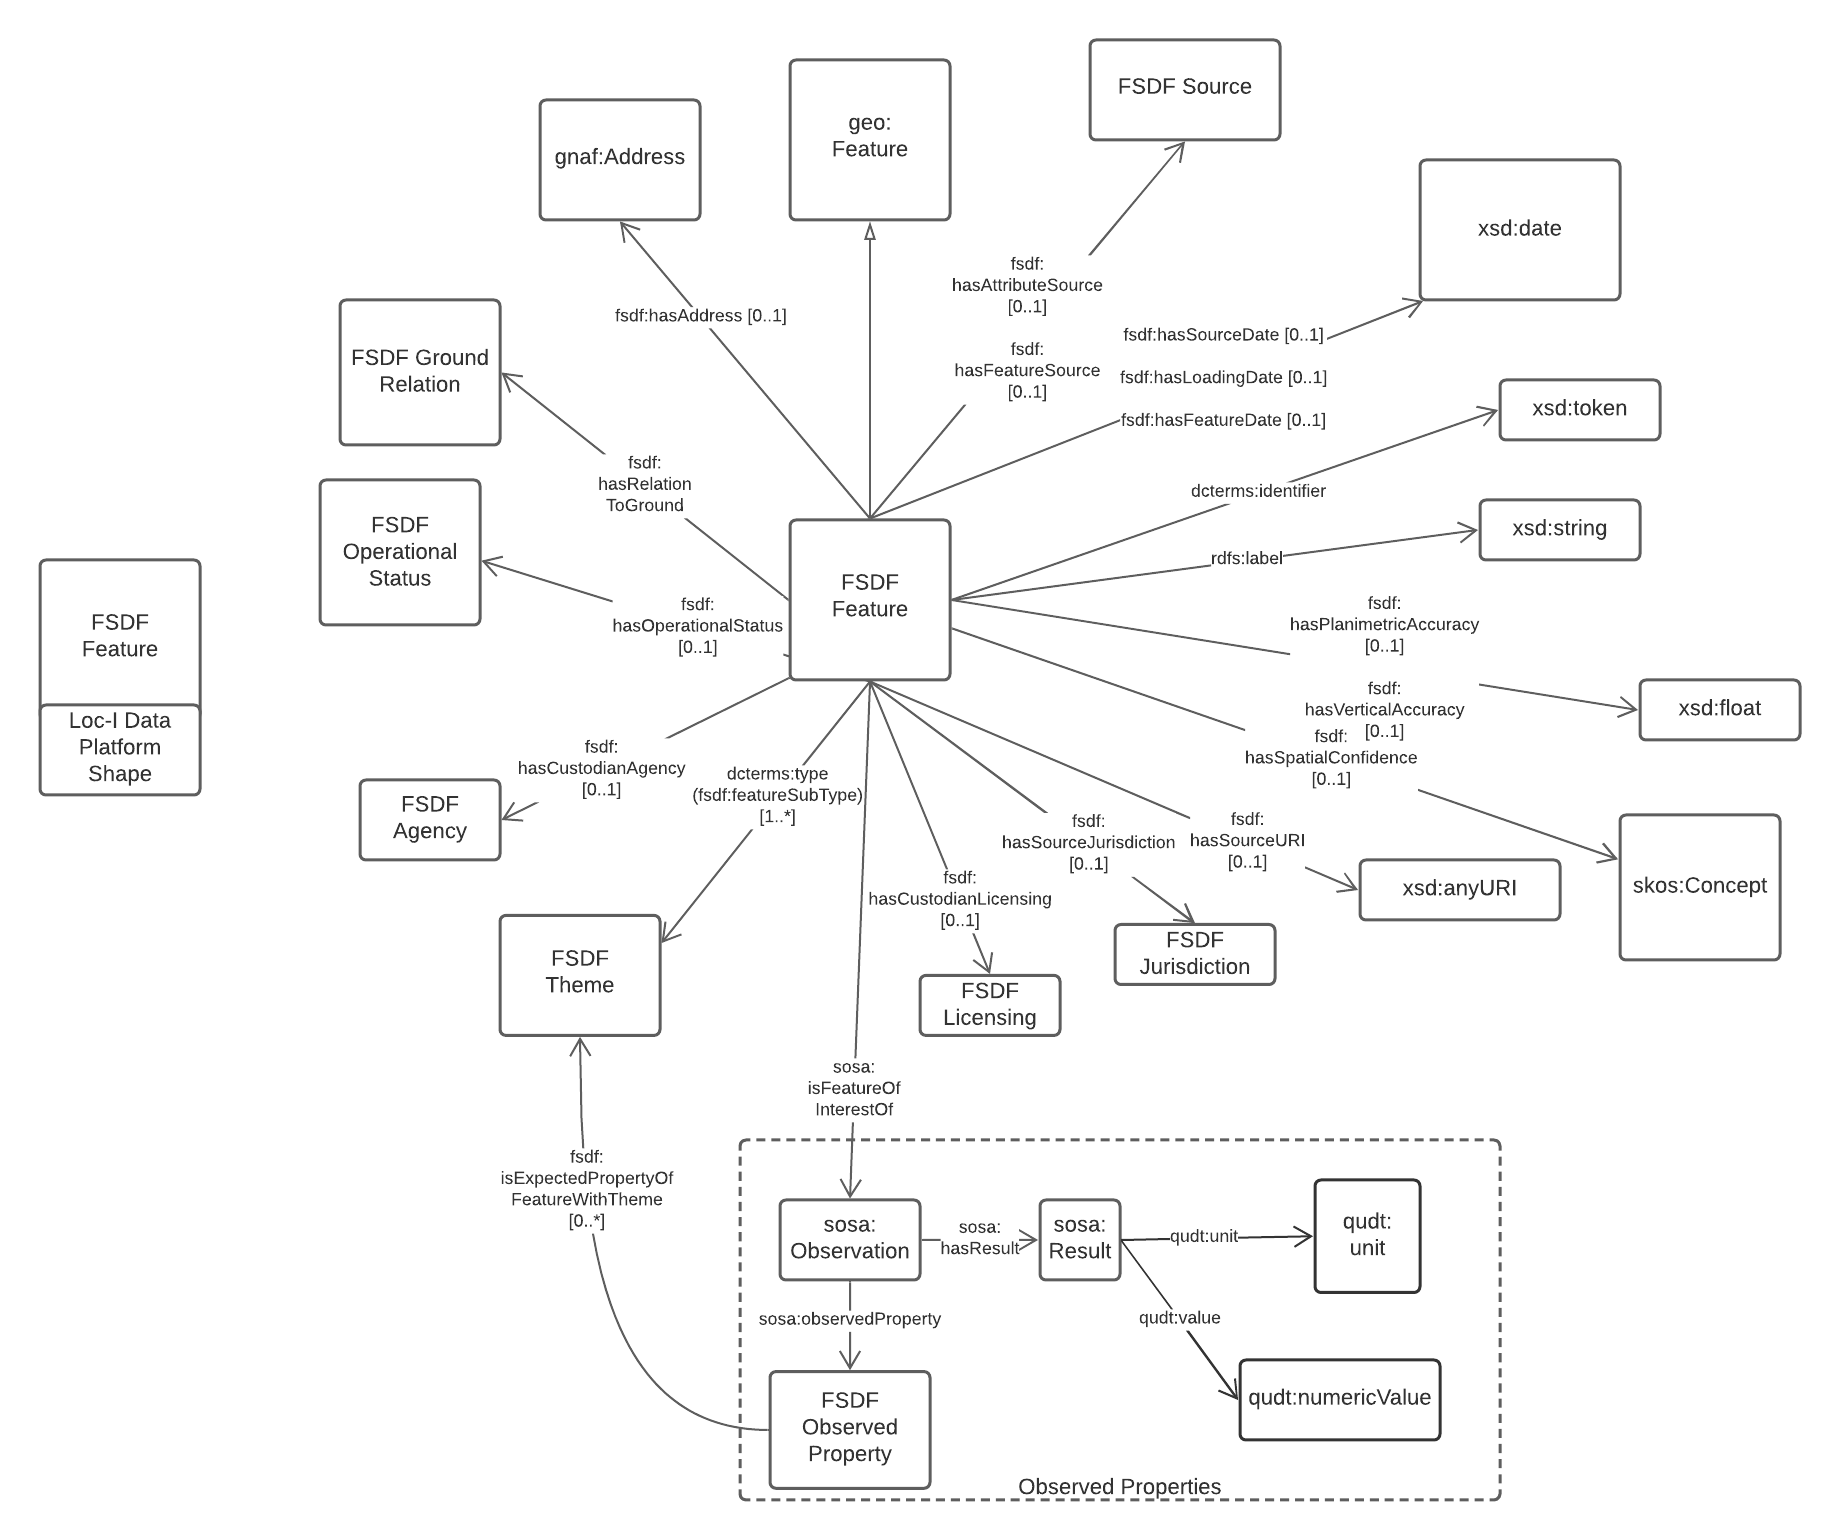 FSDF Source
geo:
Feature
gnaf:Address
xsd:date
fsdf:
hasAttributeSource
[0..1]
fsdf:hasAddress [0..1]
fsdf:hasSourceDate [0..1]
fsdf:
hasFeatureSource
[0..1]
FSDF Ground
Relation
fsdf:hasLoadingDate [0..1]
fsdf:hasFeatureDate [0..1]
xsd:token
fsdf:
hasRelation
ToGround
dcterms:identifier
FSDF
Operational
Status
xsd:string
rdfs:label
FSDF
Feature
FSDF
Feature
Loc-I Data
Platform
Shape
fsdf:
hasOperationalStatus
[0..1]
fsdf:
hasPlanimetricAccuracy
[0..1]
fsdf:
hasVerticalAccuracy
[0..1]
xsd:float
fsdf:
hasSpatialConfidence
[0..1]
fsdf:
hasCustodianAgency
[0..1]
dcterms:type
(fsdf:featureSubType)
[1..*]
FSDF
Agency
fsdf:
hasSourceJurisdiction
[0..1]
fsdf:
hasSourceURI
[0..1]
fsdf:
hasCustodianLicensing
[0..1]
xsd:anyURI
skos:Concept
FSDF
Theme
FSDF
Jurisdiction
FSDF
Licensing
sosa:
isFeatureOf
InterestOf
fsdf:
isExpectedPropertyOf
FeatureWithTheme
[0..*]
sosa:
Observation
sosa:
hasResult
sosa:
Result
qudt:unit
qudt:
unit
sosa:observedProperty
qudt:value
FSDF
Observed
Property
qudt:numericValue
Observed Properties